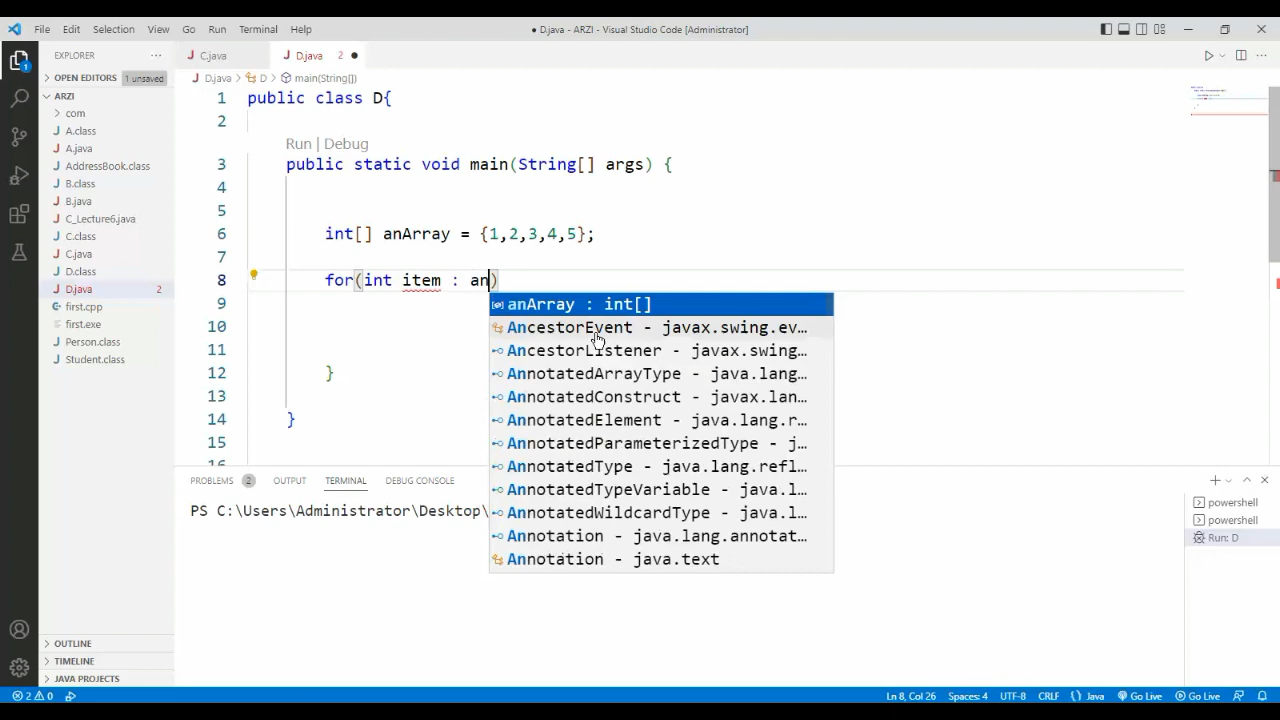 File Edit Selection View Go Run Terminal Help
● D.java - ARZI - Visual Studio Code [Administrator]
EXPLORER
OPEN EDITORS 1 unsaved
ARZI
com
A.class
A.java
AddressBook.class
B.class
B.java
C_Lecture6.java
C.class
C.java
D.class
D.java 2
first.cpp
first.exe
Person.class
Student.class
OUTLINE
TIMELINE
JAVA PROJECTS
C.java D.java 2 ●
D.java > D > main(String[])
1 public class D{
2
Run | Debug
3 public static void main(String[] args) {
4
5
6 int[] anArray = {1,2,3,4,5};
7
8 for(int item : an)
9
10
11
12 }
13
14 }
15
16
anArray : int[]
AncestorEvent - javax.swing.ev...
AncestorListener - javax.swing...
AnnotatedArrayType - java.lang...
AnnotatedConstruct - javax.lan...
AnnotatedElement - java.lang.r...
AnnotatedParameterizedType - j...
AnnotatedType - java.lang.refl...
AnnotatedTypeVariable - java.l...
AnnotatedWildcardType - java.l...
Annotation - java.lang.annotat...
Annotation - java.text
PROBLEMS 2 OUTPUT TERMINAL DEBUG CONSOLE
PS C:\Users\Administrator\Desktop\
powershell
powershell
Run: D
1
2 0 Ln 8, Col 26 Spaces: 4 UTF-8 CRLF {} Java Go Live Go Live